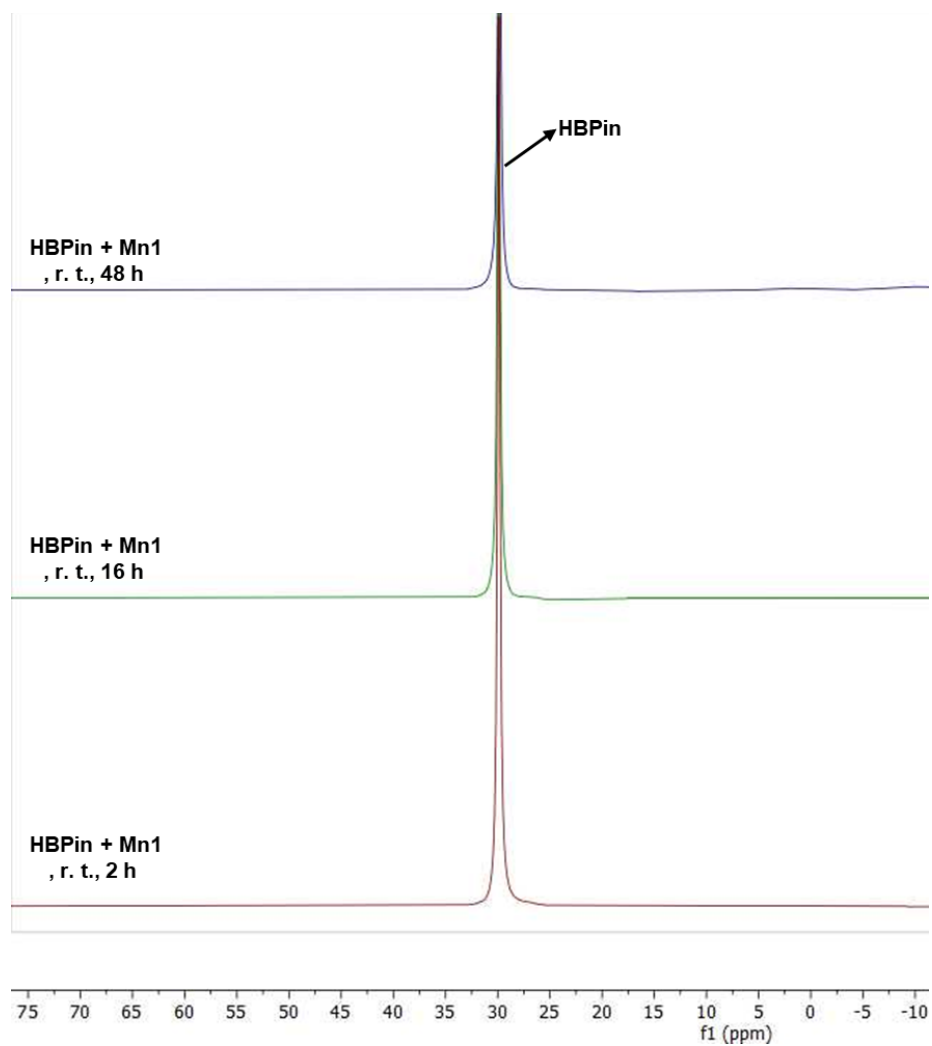 HBPin
HBPin + Mn1
, r. t., 48 h
HBPin + Mn1
, r. t., 16 h
HBPin + Mn1
, r. t., 2 h
75 70 65 60 55 50 45 40 35 30 25 20 15 10 5 0 -5 -10
f1 (ppm)